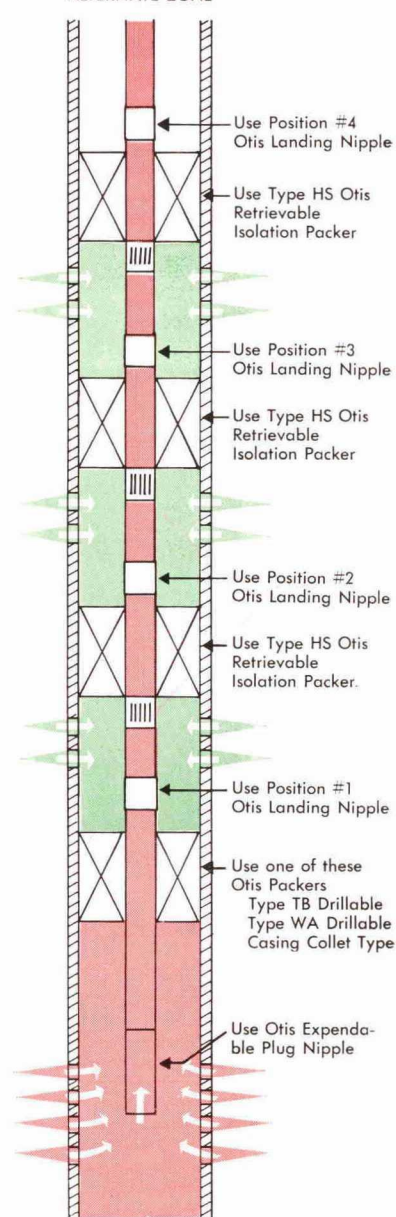 Use Position #4
Otis Landing Nipple
Use Type HS Otis
Retrievable
Isolation Packer
Use Position #3
Otis Landing Nipple
Use Type HS Otis
Retrievable
Isolation Packer
Use Position #2
Otis Landing Nipple
Use Type HS Otis
Retrievable
Isolation Packer.
Use Position #1
Otis Landing Nipple
Use one of these
Otis Packers
Type TB Drillable
Type WA Drillable
Casing Collet Type
Use Otis Expenda-
ble Plug Nipple